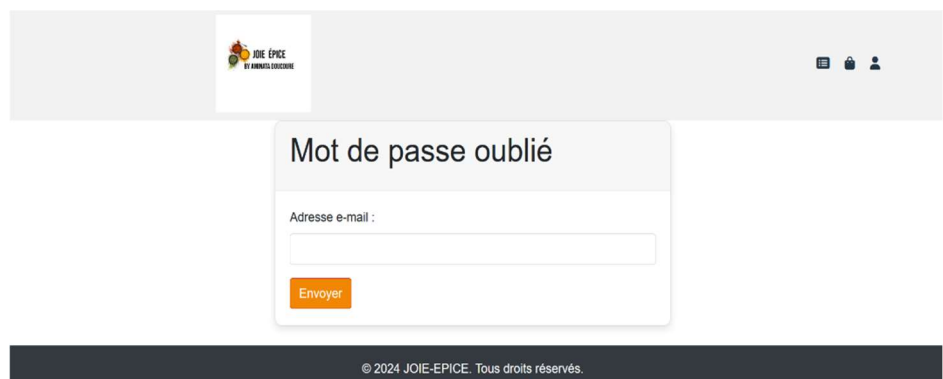 JOIE ÉPICE
BY AMINATA DOUCOURE
Mot de passe oublié
Adresse e-mail :
Envoyer
© 2024 JOIE-EPICE. Tous droits réservés.